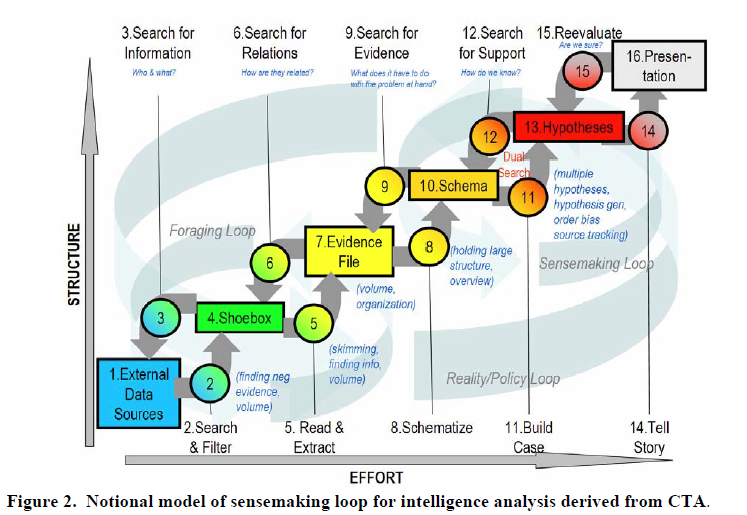 3.Search for
Information
Who & what?
6.Search for
Relations
How are they related?
9.Search for
Evidence
What does it have to do
with the problem at hand?
12.Search
for Support
How do we know?
15.Reevaluate
Are we sure?
15
16.Presen-
tation
12
13.Hypotheses
14
Dual
Search
9
10.Schema
11
(multiple
hypotheses,
hypothesis gen,
order bias
source tracking)
Foraging Loop
6
7.Evidence
File
8
(holding large
structure,
overview)
Sensemaking Loop
STRUCTURE
3
4.Shoebox
5
(volume,
organization)
(skimming,
finding info,
volume)
1.External
Data
Sources
2
(finding neg
evidence,
volume)
Reality/Policy Loop
2.Search
& Filter
5. Read &
Extract
8.Schematize
11.Build
Case
14.Tell
Story
EFFORT
Figure 2. Notional model of sensemaking loop for intelligence analysis derived from CTA.